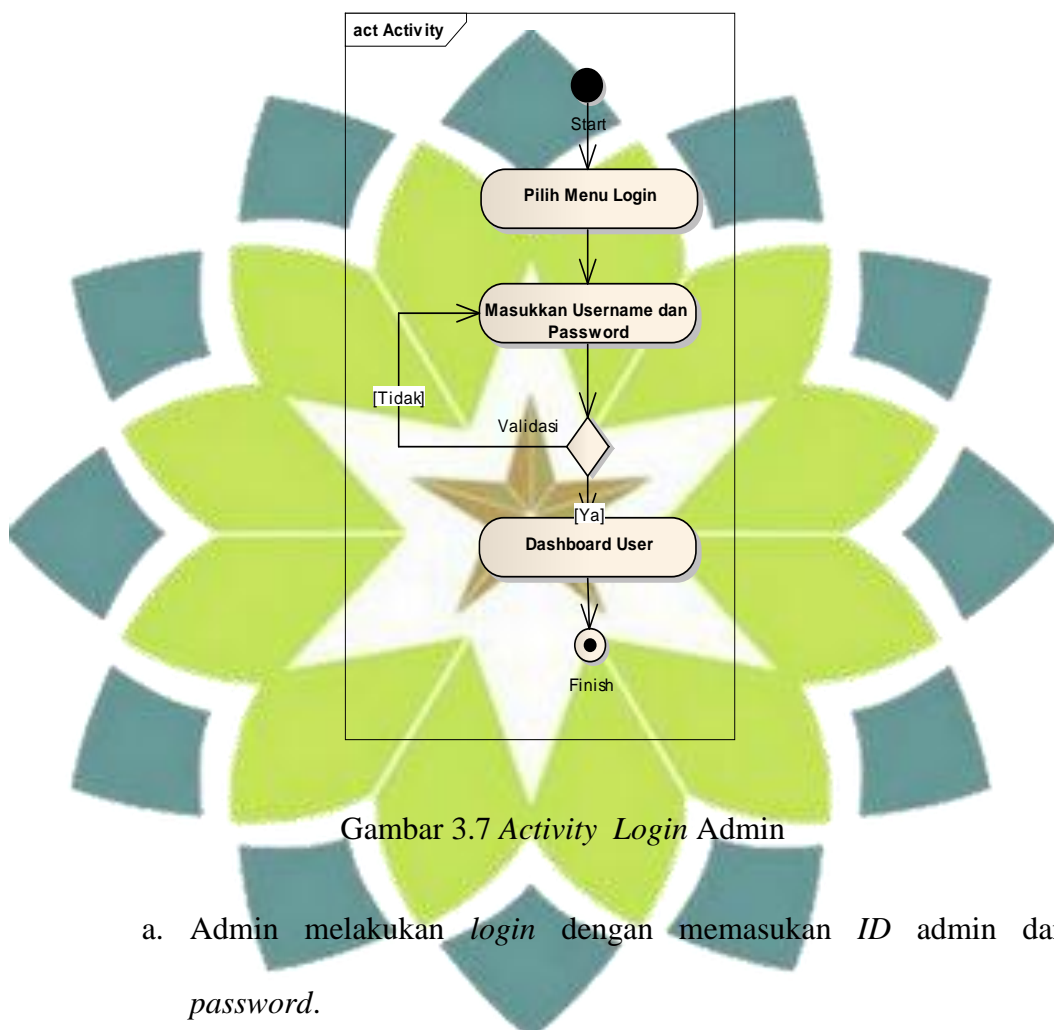 act Activity
Start
Pilih Menu Login
Masukkan Username dan
Password
[Tidak]
Validasi
[Ya]
Dashboard User
Finish
Gambar 3.7 Activity Login Admin
a. Admin melakukan login dengan memasukan ID admin da
password.